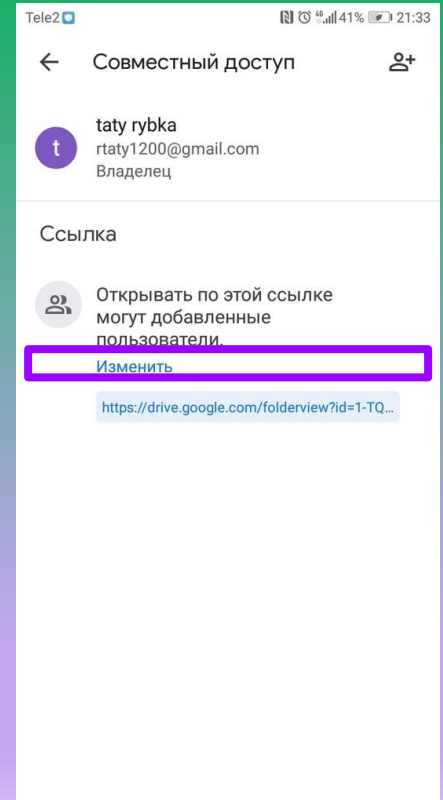 Tele2 46 41% 21:33
Совместный доступ
t
taty rybka
rtaty1200@gmail.com
Владелец
Ссылка
Открывать по этой ссылке
могут добавленные
пользователи.
Изменить
https://drive.google.com/folderview?id=1-TQ...